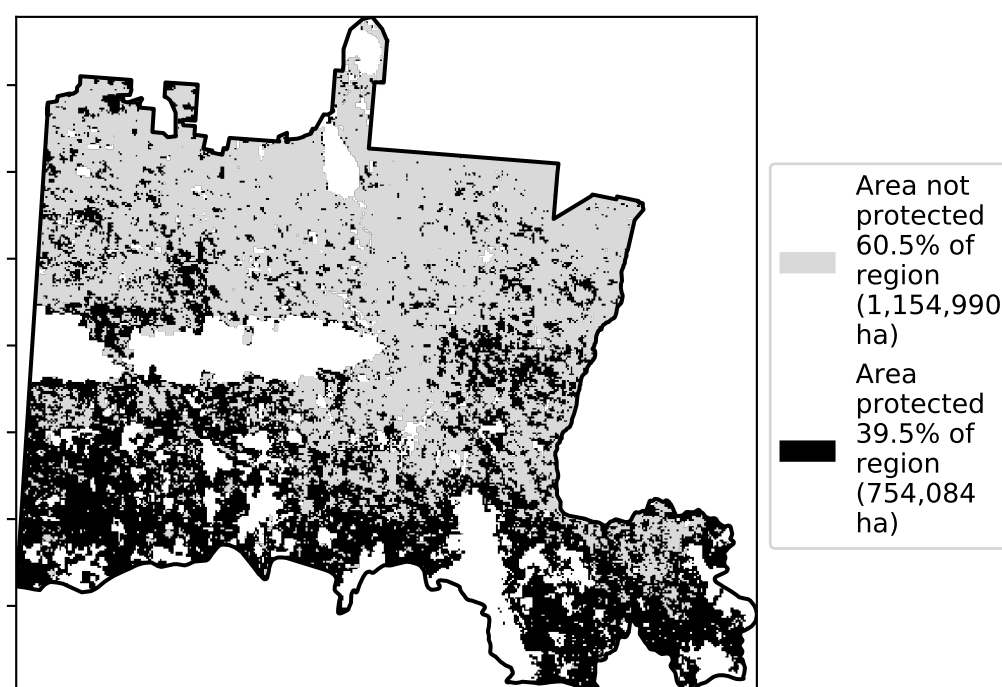 Area not
protected
60.5% of
region
(1,154,990
ha)
Area
protected
39.5% of
region
(754,084
ha)